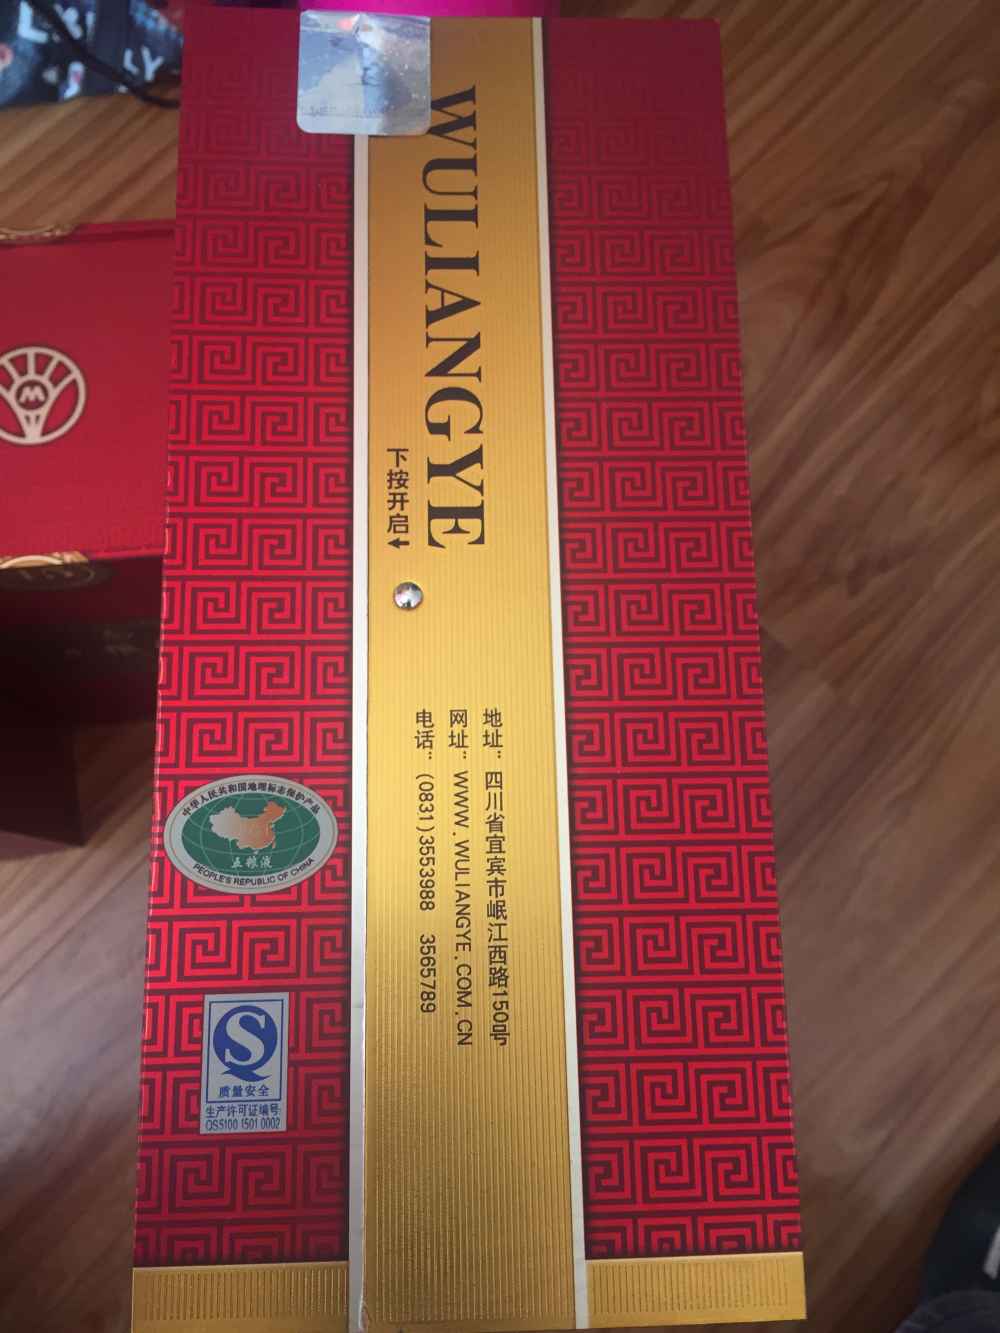 WULIANGYE
下按开启
地址：四川省宜宾市岷江西路150号
网址：WWW.WULIANGYE.COM.CN
电话：(0831)3553988 3565789
中华人民共和国地理标志保护产品
五粮液
PEOPLE'S REPUBLIC OF CHINA
质量安全
生产许可证编号:
QS5100 1501 0002
M
LY